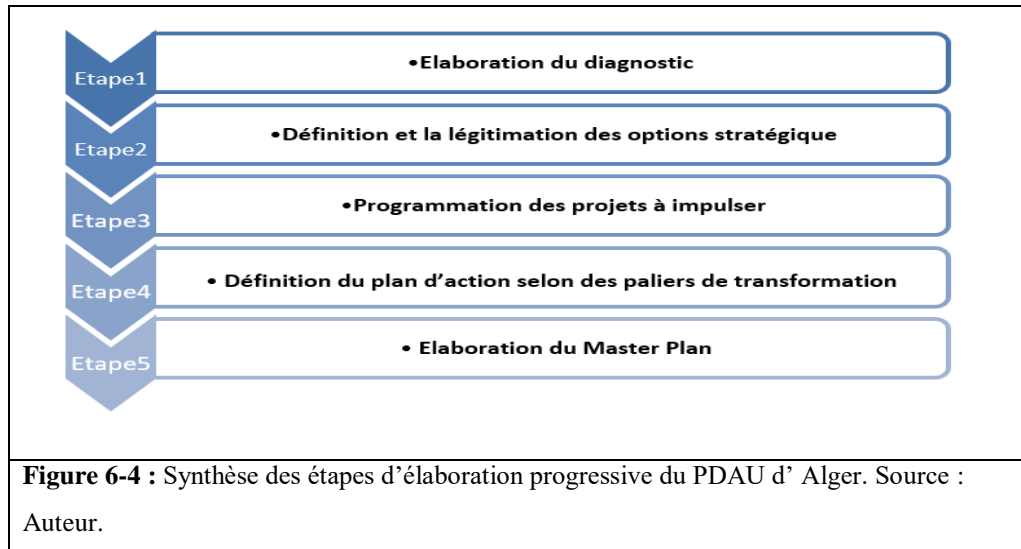 Etape1
•Elaboration du diagnostic
Etape2
•Définition et la légitimation des options stratégique
Etape3
•Programmation des projets à impulser
Etape4
• Définition du plan d’action selon des paliers de transformation
Etape5
• Elaboration du Master Plan
Figure 6-4 : Synthèse des étapes d’élaboration progressive du PDAU d’ Alger. Source :
Auteur.